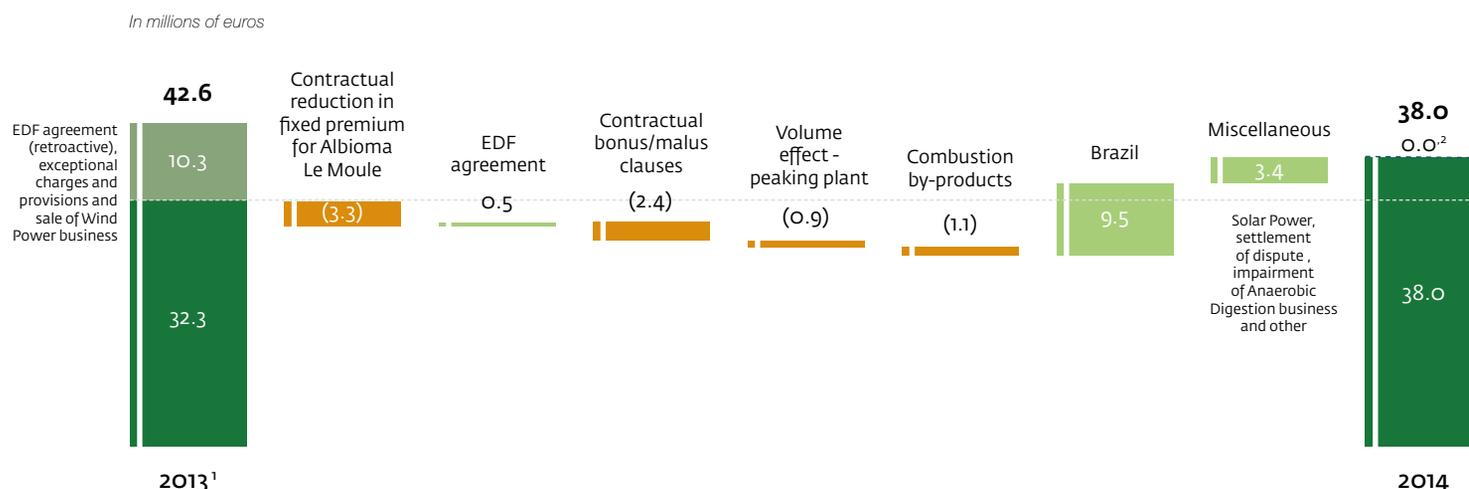 In millions of euros
42.6
EDF agreement
(retroactive),
exceptional
charges and
provisions and
sale of Wind
Power business
10.3
32.3
2013¹
Contractual
reduction in
fixed premium
for Albioma
Le Moule
(3.3)
EDF
agreement
0.5
Contractual
bonus/malus
clauses
(2.4)
Volume
effect -
peaking plant
(0.9)
Combustion
by-products
(1.1)
Brazil
9.5
Miscellaneous
3.4
Solar Power,
settlement
of dispute ,
impairment
of Anaerobic
Digestion business
and other
38.0
0.0,²
38.0
2014